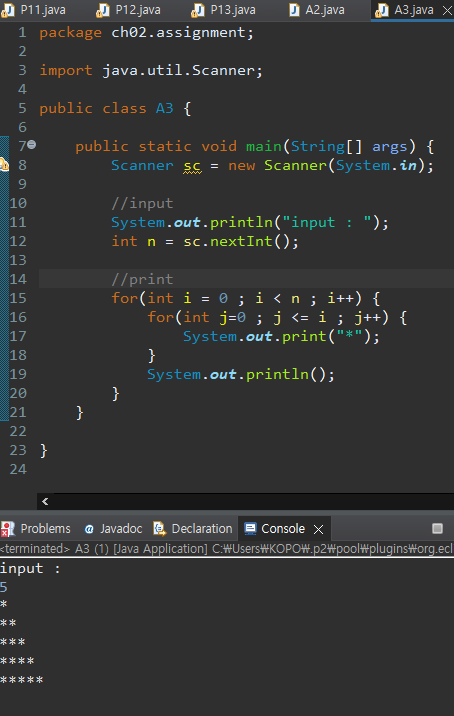 P11.java P12.java P13.java A2.java A3.java
1 package ch02.assignment;
2
3 import java.util.Scanner;
4
5 public class A3 {
6
7     public static void main(String[] args) {
8         Scanner sc = new Scanner(System.in);
9
10         //input
11         System.out.println("input : ");
12         int n = sc.nextInt();
13
14         //print
15         for(int i = 0 ; i < n ; i++) {
16             for(int j=0 ; j <= i ; j++) {
17                 System.out.print("*");
18             }
19             System.out.println();
20         }
21     }
22
23 }
24
Problems Javadoc Declaration Console
<terminated> A3 (1) [Java Application] C:₩Users₩KOPO₩.p2₩pool₩plugins₩org.ecl
input :
5
*
**
***
****
*****